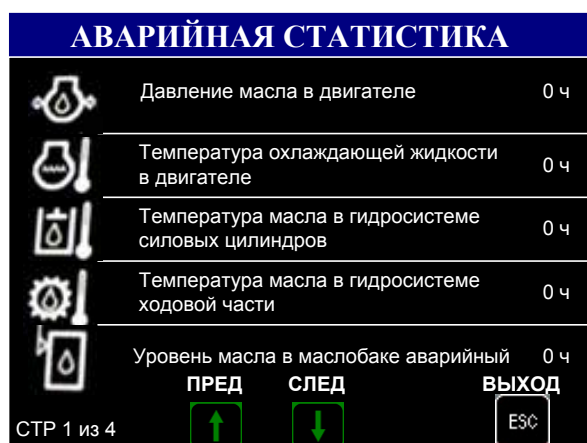 АВАРИЙНАЯ СТАТИСТИКА
Давление масла в двигателе 0 ч
Температура охлаждающей жидкости
в двигателе 0 ч
Температура масла в гидросистеме
силовых цилиндров 0 ч
Температура масла в гидросистеме
ходовой части 0 ч
Уровень масла в маслобаке аварийный 0 ч
ПРЕД СЛЕД ВЫХОД
СТР 1 из 4 ESC